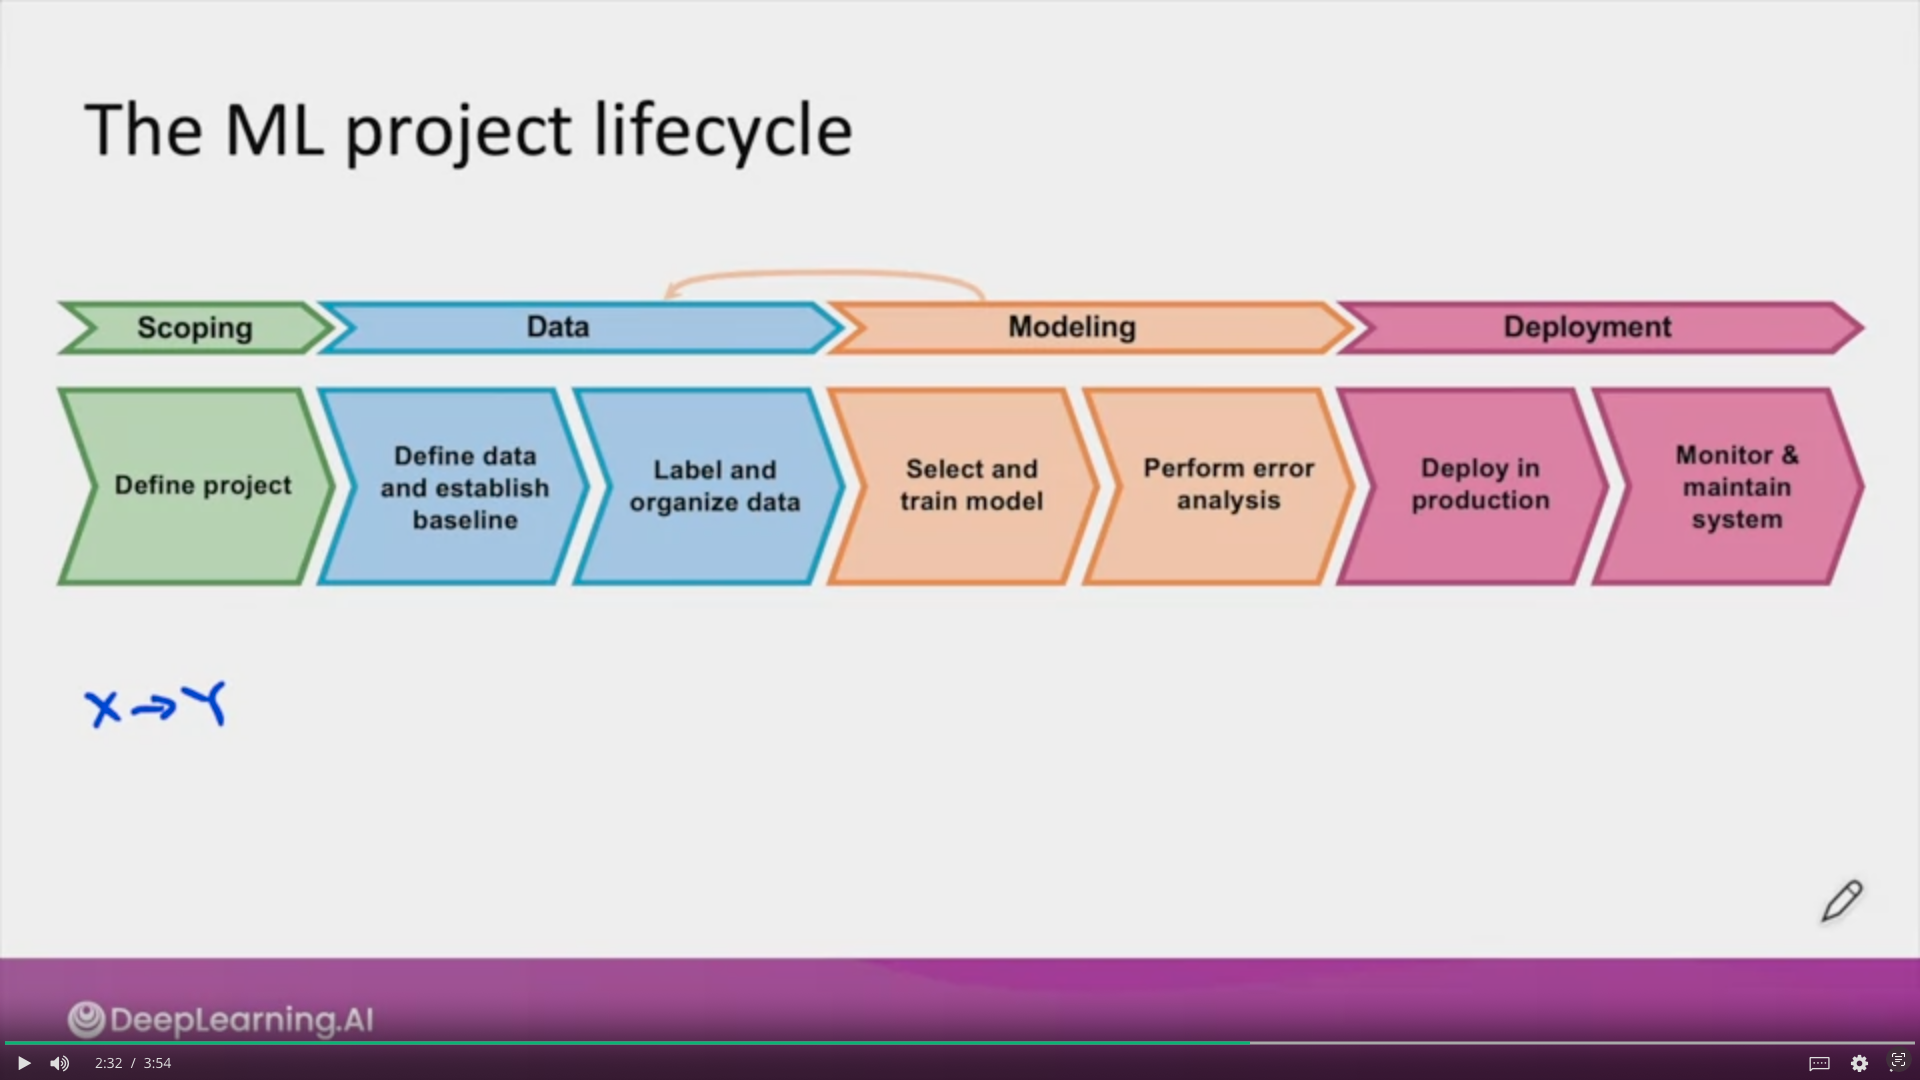 The ML project lifecycle
Scoping
Data
Modeling
Deployment
Define project
Define data
and establish
baseline
Label and
organize data
Select and
train model
Perform error
analysis
Deploy in
production
Monitor &
maintain
system
X → Y
DeepLearning.AI
2:32 / 3:54